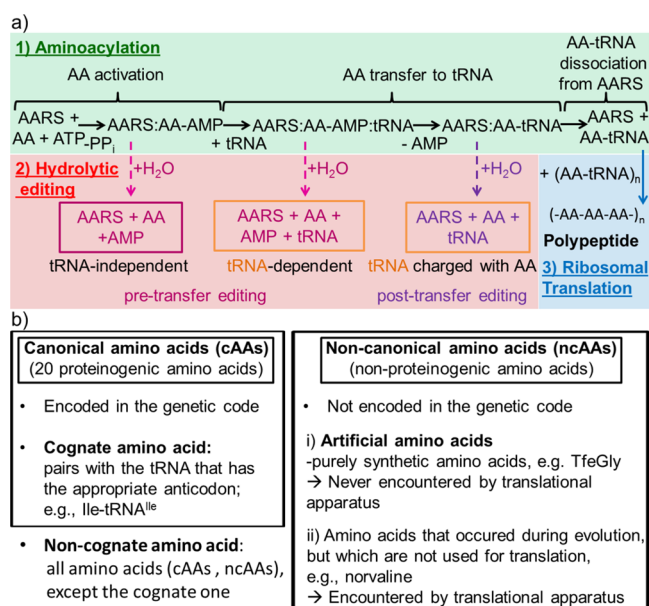 a)
1) Aminoacylation
AA activation
AA transfer to tRNA
AA-tRNA
dissociation
from AARS
AARS +
AA + ATP
-PPi
AARS:AA-AMP
+ tRNA
AARS:AA-AMP:tRNA
- AMP
AARS:AA-tRNA
AARS +
AA-tRNA
2) Hydrolytic
editing
+H2O
+H2O
+H2O
AARS + AA
+AMP
AARS + AA +
AMP + tRNA
AARS + AA +
tRNA
tRNA-independent
tRNA-dependent
tRNA charged with AA
pre-transfer editing
post-transfer editing
+ (AA-tRNA)n
(-AA-AA-AA-)n
Polypeptide
3) Ribosomal
Translation
b)
Canonical amino acids (cAAs)
(20 proteinogenic amino acids)
• Encoded in the genetic code
• Cognate amino acid:
pairs with the tRNA that has
the appropriate anticodon;
e.g., Ile-tRNAIle
• Non-cognate amino acid:
all amino acids (cAAs , ncAAs),
except the cognate one
Non-canonical amino acids (ncAAs)
(non-proteinogenic amino acids)
• Not encoded in the genetic code
i) Artificial amino acids
-purely synthetic amino acids, e.g. TfeGly
→ Never encountered by translational
apparatus
ii) Amino acids that occured during evolution,
but which are not used for translation,
e.g., norvaline
→ Encountered by translational apparatus